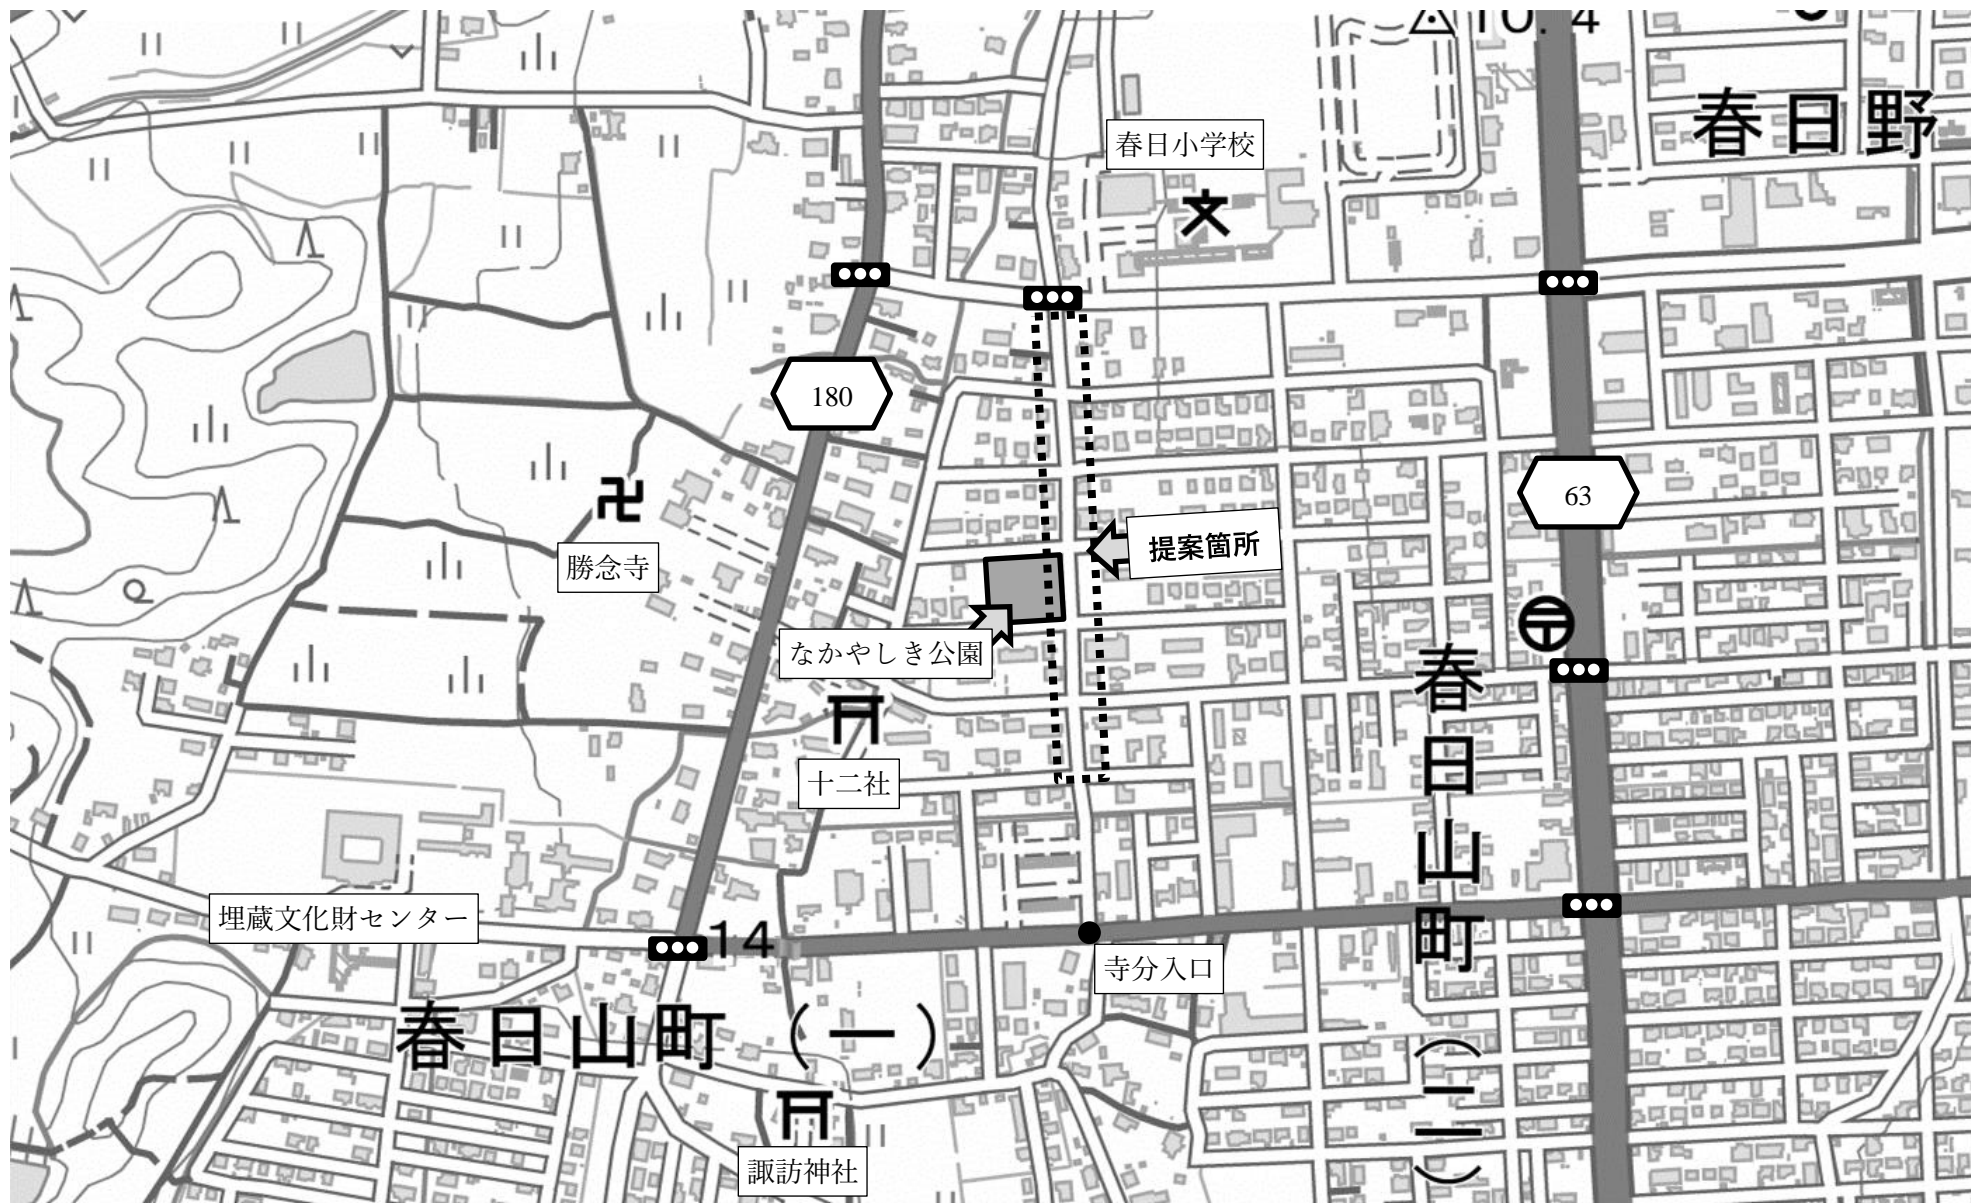 10.4
春日野
春日小学校
180
63
提案箇所
勝念寺
なかやしき公園
十二社
春日山町(二)
埋蔵文化財センター
14
寺分入口
春日山町(一)
諏訪神社